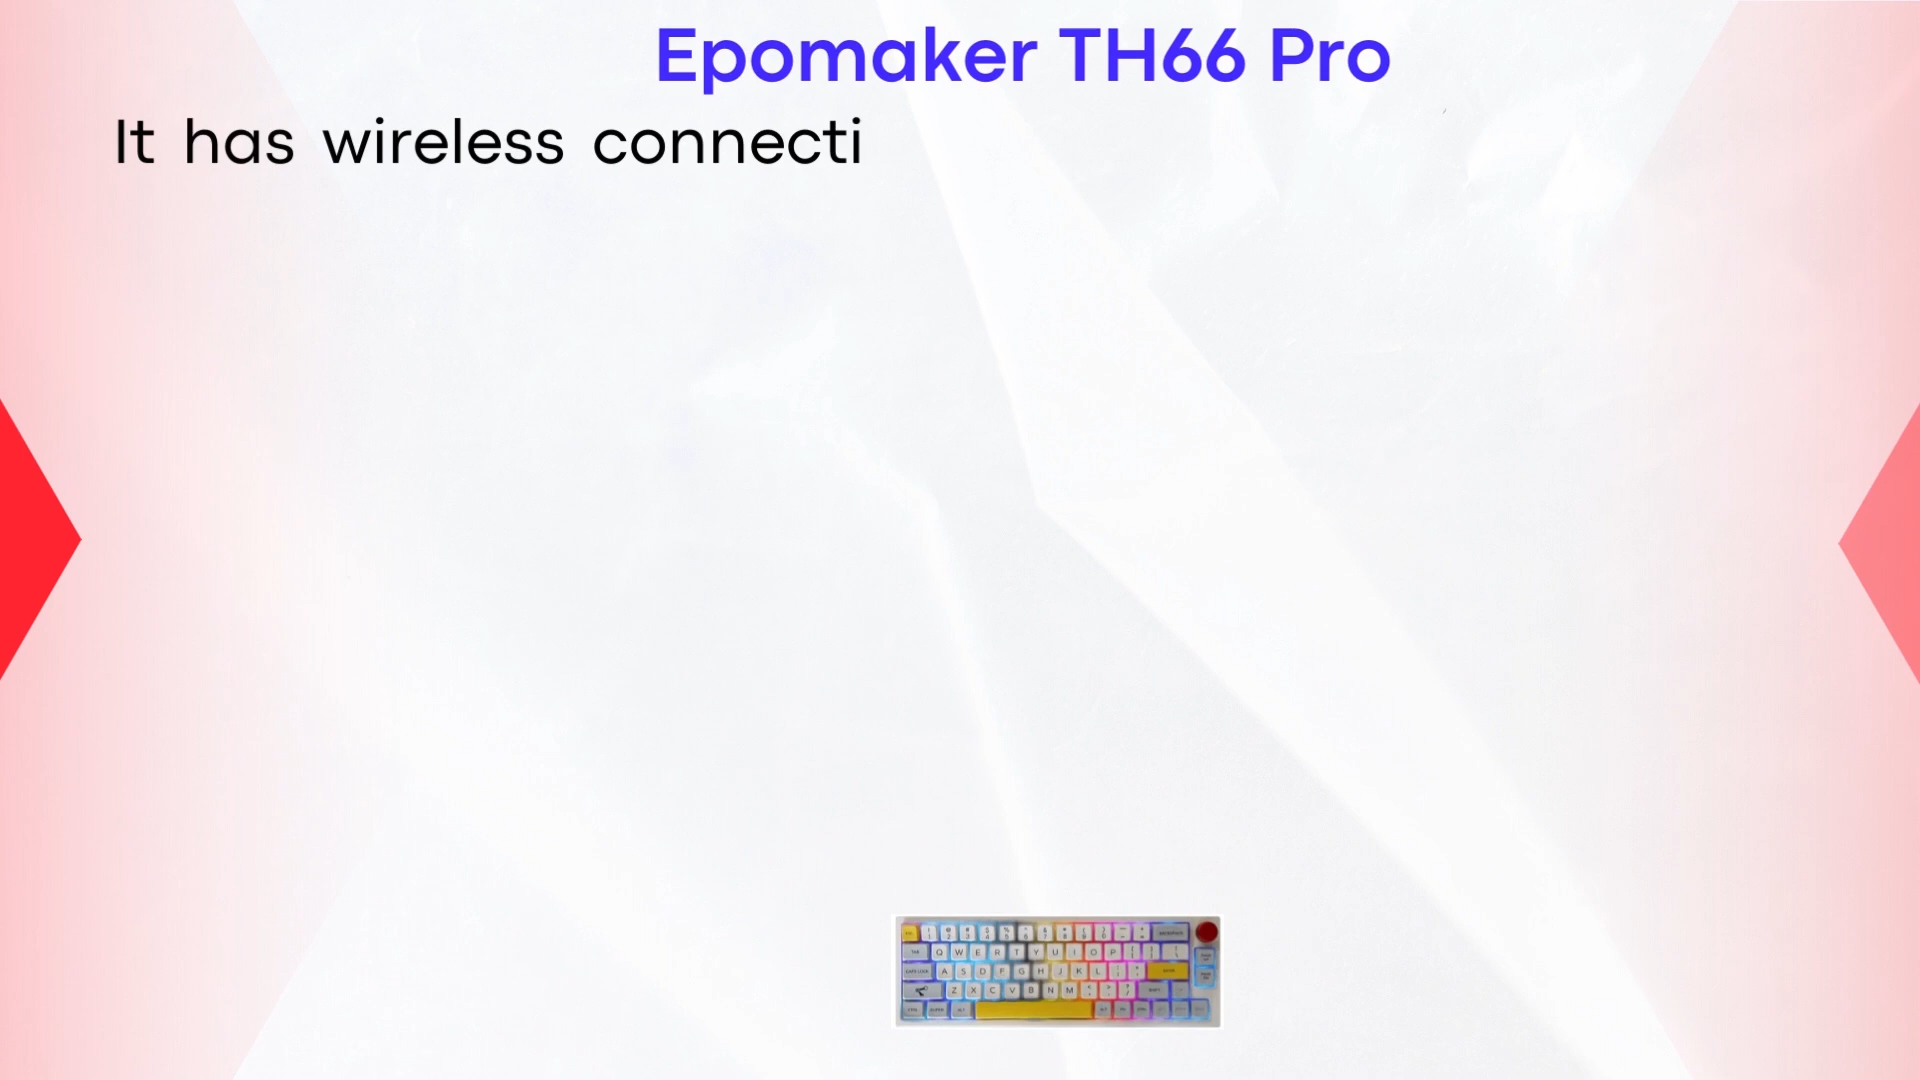 Epomaker TH66 Pro
It has wireless connecti
Q W E R T Y U I O P
A S D F G H J K L
Z X C V B N M